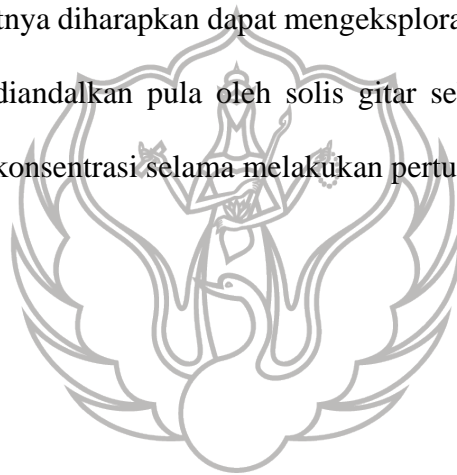 tnya diharapkan dapat mengeksplora
diandalkan pula oleh solis gitar se
konsentrasi selama melakukan pertu